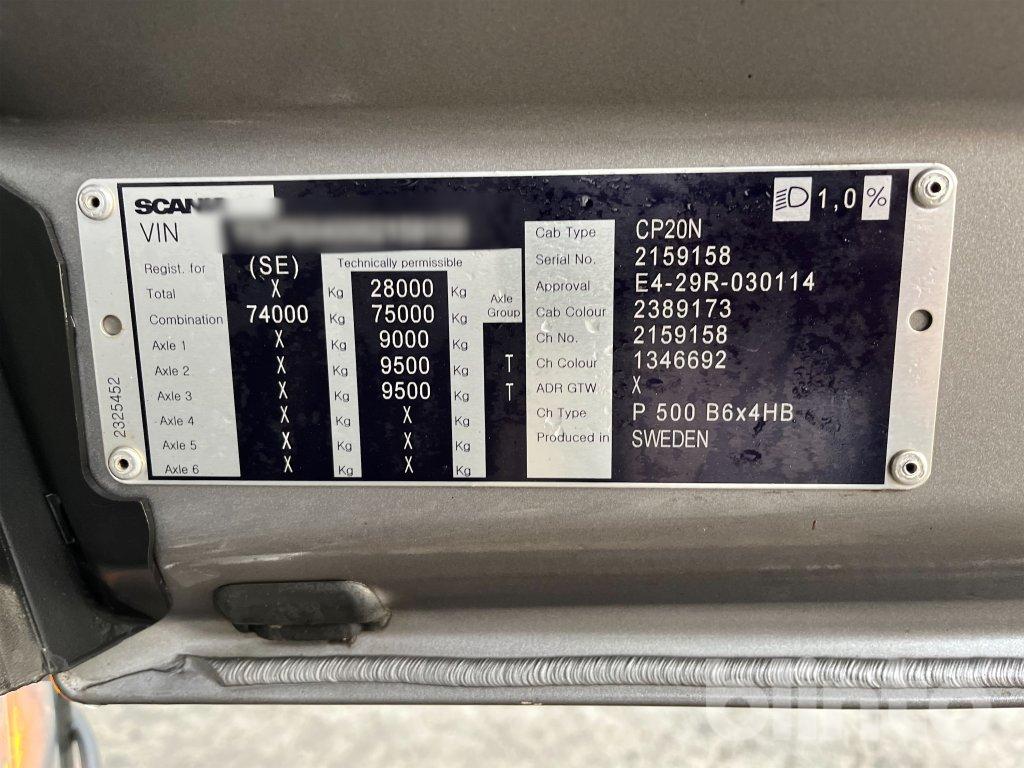 SCANIA 1,0 %
VIN
Regist. for (SE) Technically permissible
Total X Kg 28000 Kg Axle Group
Combination 74000 Kg 75000 Kg
Axle 1 X Kg 9000 Kg
Axle 2 X Kg 9500 Kg T
Axle 3 X Kg 9500 Kg T
Axle 4 X Kg X Kg
Axle 5 X Kg X Kg
Axle 6 X Kg X Kg
Cab Type CP20N
Serial No. 2159158
Approval E4-29R-030114
Cab Colour 2389173
Ch No. 2159158
Ch Colour 1346692
ADR GTW X
Ch Type P 500 B6x4HB
Produced in SWEDEN
2325452
blinto